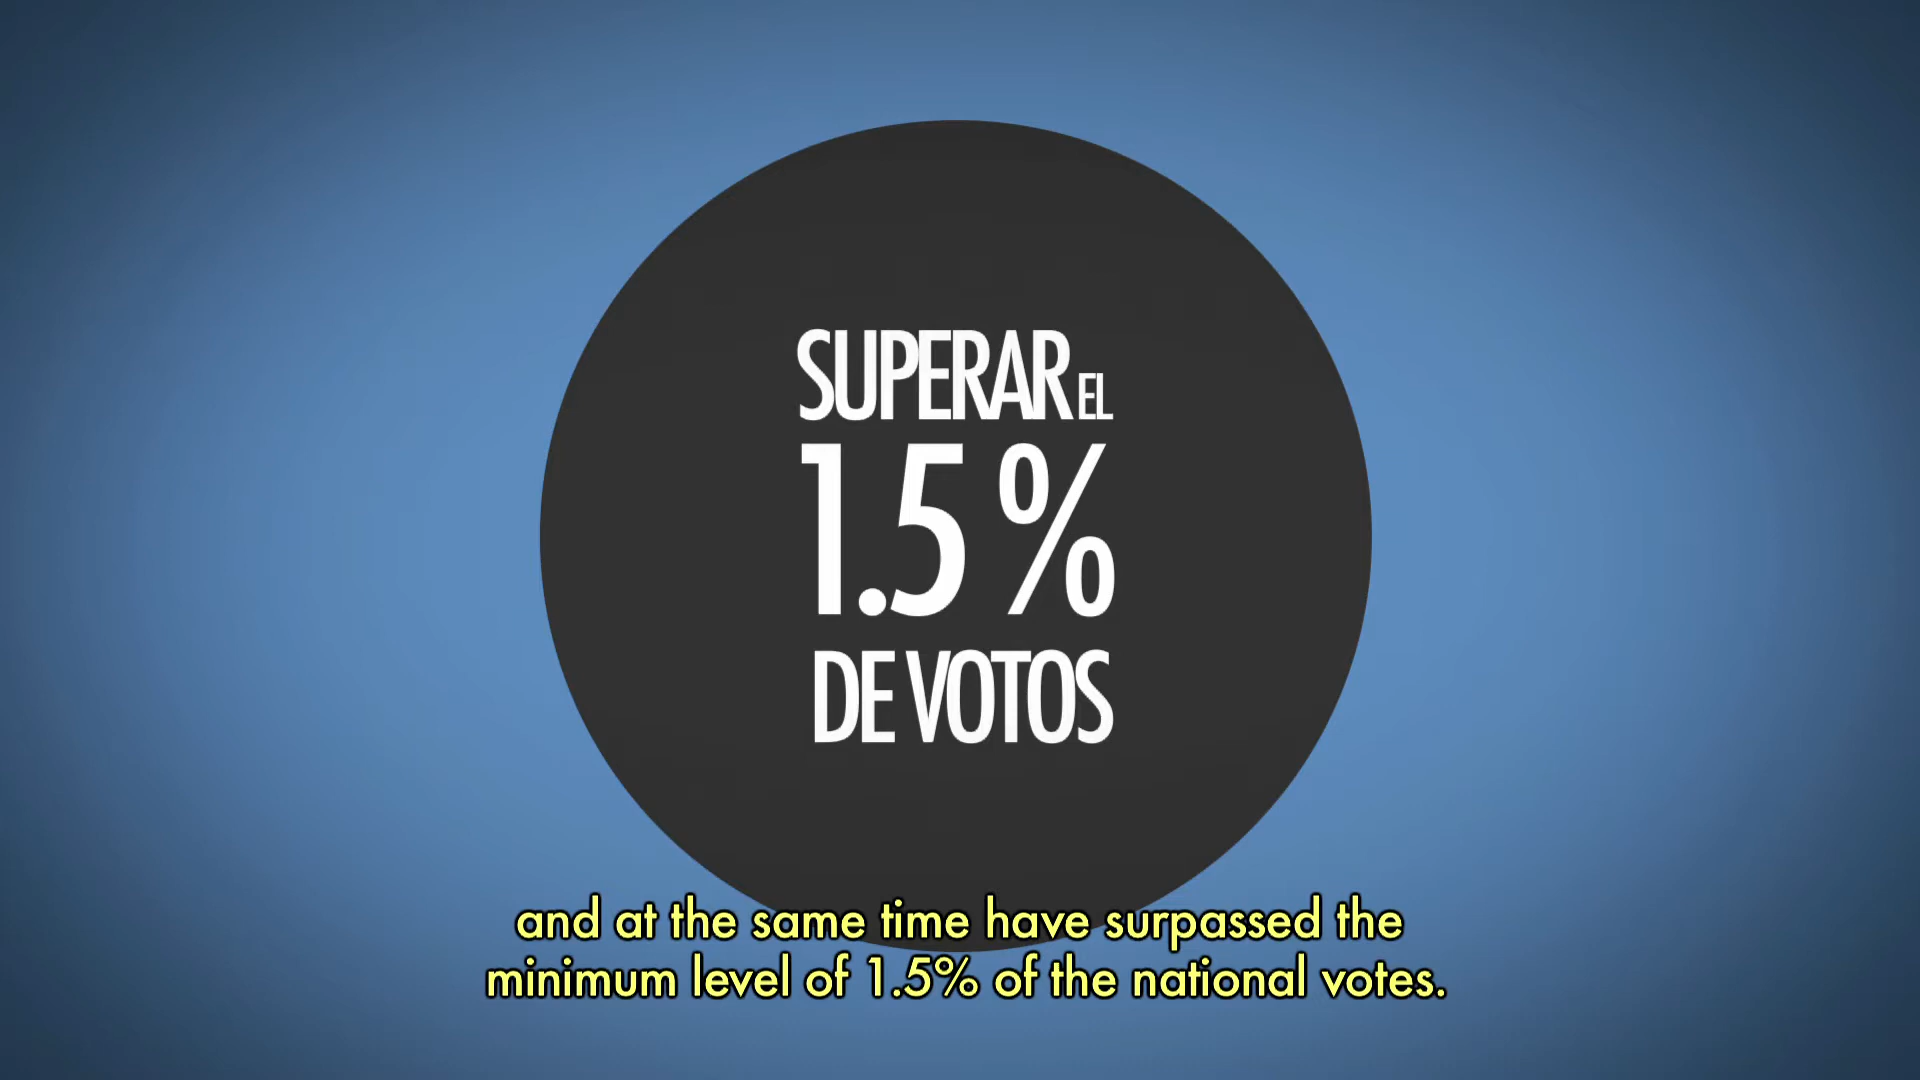 SUPERAR EL
1.5%
DE VOTOS
and at the same time have surpassed the
minimum level of 1.5% of the national votes.